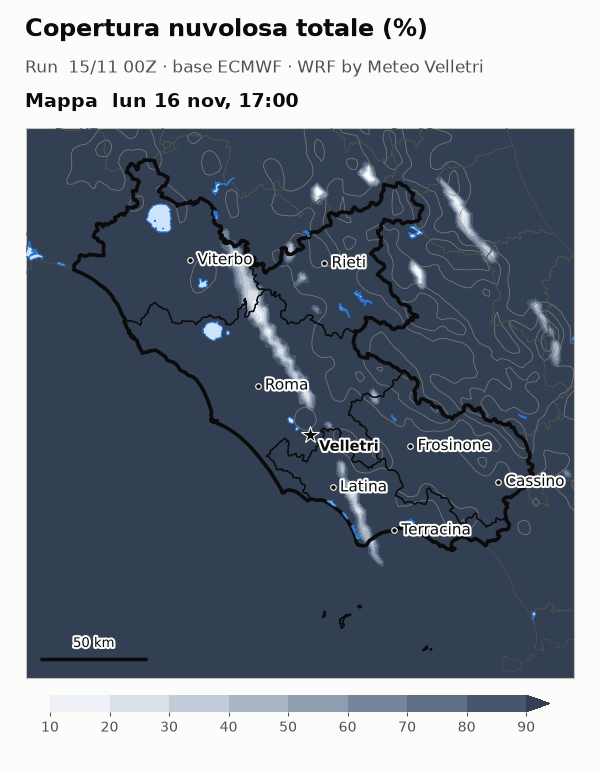 Copertura nuvolosa totale (%)
Run 15/11 00Z · base ECMWF · WRF by Meteo Velletri
Mappa lun 16 nov, 17:00
Viterbo
Rieti
Roma
Velletri
Frosinone
Latina
Cassino
Terracina
50 km
10 20 30 40 50 60 70 80 90